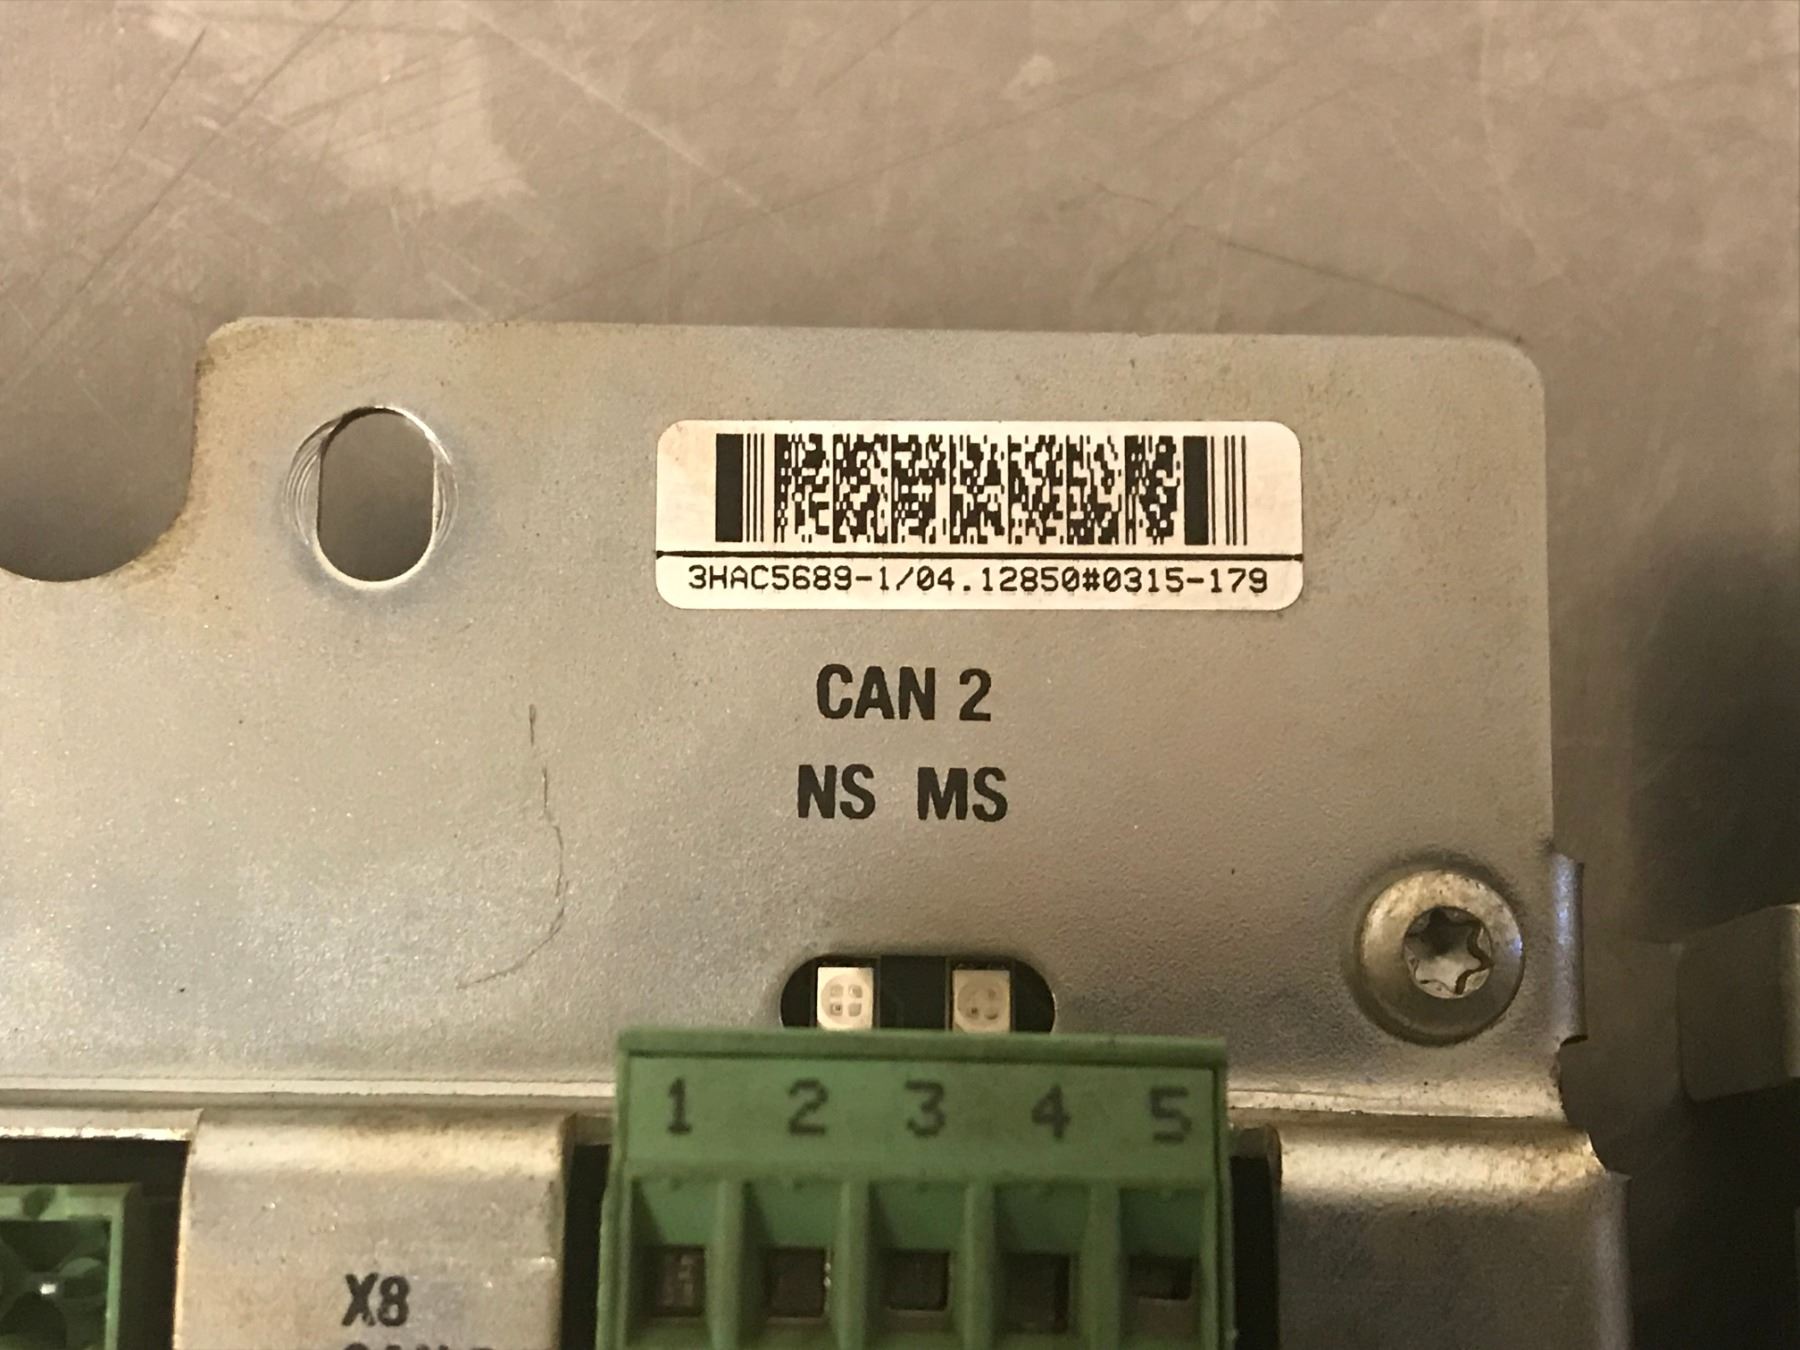 3HAC5689-1/04.12850#0315-179
CAN 2
NS MS
1 2 3 4 5
X8